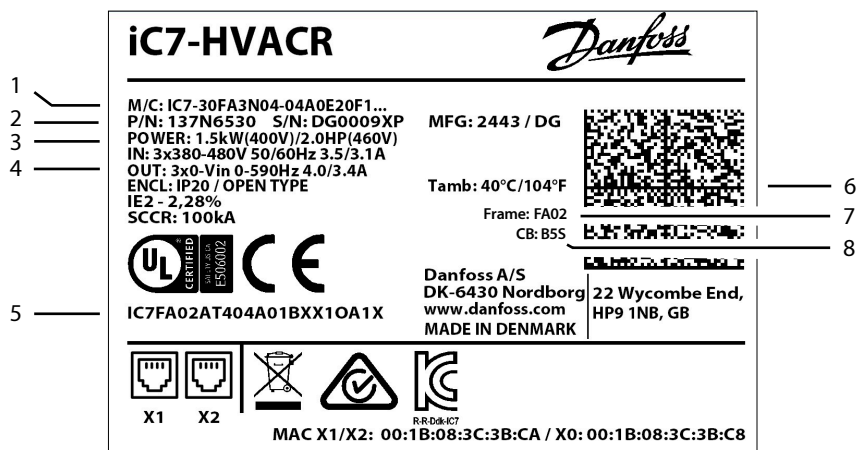 iC7-HVACR Danfoss
1 M/C: IC7-30FA3N04-04A0E20F1...
2 P/N: 137N6530 S/N: DG0009XP MFG: 2443 / DG
3 POWER: 1.5kW(400V)/2.0HP(460V)
IN: 3x380-480V 50/60Hz 3.5/3.1A
4 OUT: 3x0-Vin 0-590Hz 4.0/3.4A
ENCL: IP20 / OPEN TYPE Tamb: 40°C/104°F 6
IE2 - 2,28%
SCCR: 100kA Frame: FA02 7
CB: B5S 8
UL ® CERTIFIED SAFETY US CA E506002 CE
Danfoss A/S
DK-6430 Nordborg
www.danfoss.com
MADE IN DENMARK
22 Wycombe End,
HP9 1NB, GB
5 IC7FA02AT404A01BXX1OA1X
X1 X2
R-R-Ddk-IC7
MAC X1/X2: 00:1B:08:3C:3B:CA / X0: 00:1B:08:3C:3B:C8